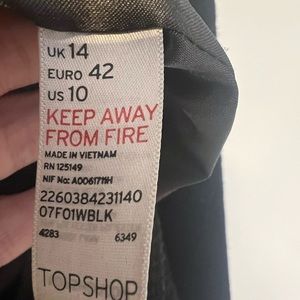 UK 14
EURO 42
US 10
KEEP AWAY
FROM FIRE
MADE IN VIETNAM
RN 125149
NIF No: A0061711H
2260384231140
07F01WBLK
4283 6349
TOPSHOP